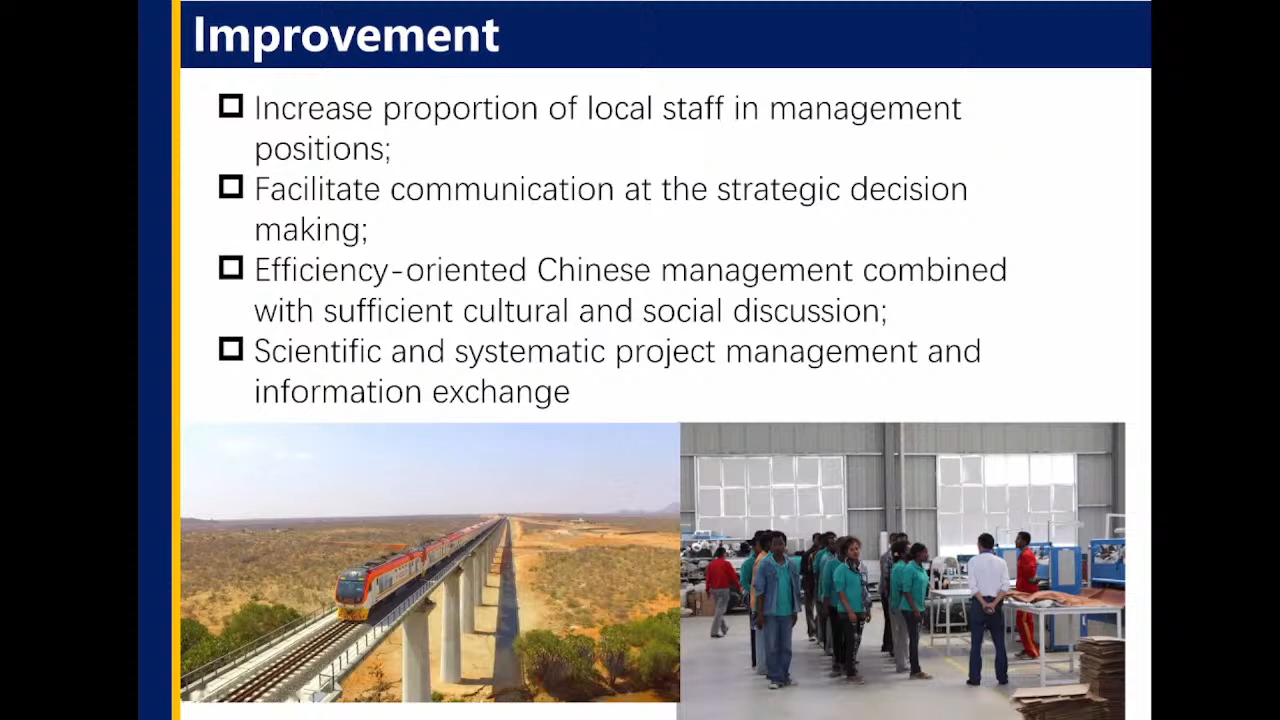 Improvement
Increase proportion of local staff in management
positions;
Facilitate communication at the strategic decision
making;
Efficiency-oriented Chinese management combined
with sufficient cultural and social discussion;
Scientific and systematic project management and
information exchange